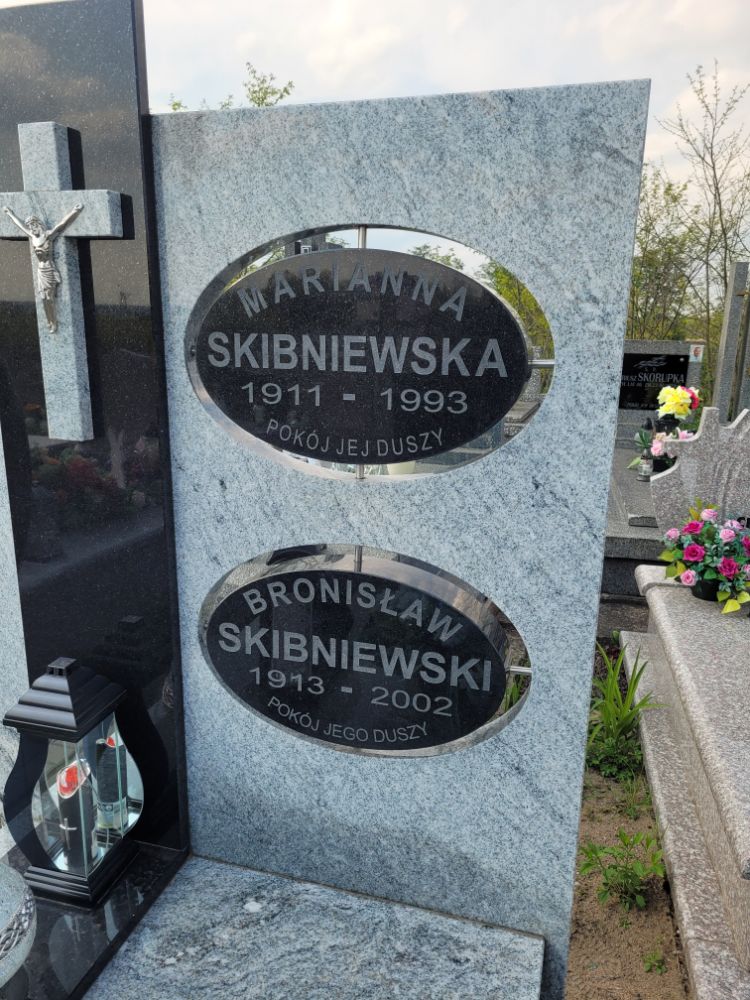 MARIANNA
SKIBNIEWSKA
1911 - 1993
POKÓJ JEJ DUSZY
BRONISŁAW
SKIBNIEWSKI
1913 - 2002
POKÓJ JEGO DUSZY
SKORUPKA